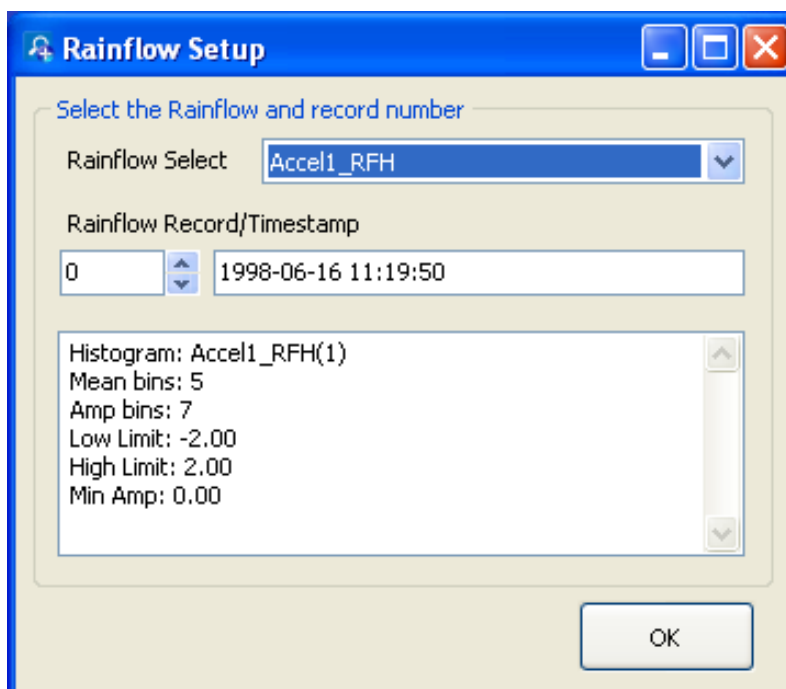 Rainflow Setup
Select the Rainflow and record number
Rainflow Select Accel1_RFH
Rainflow Record/Timestamp
0 1998-06-16 11:19:50
Histogram: Accel1_RFH(1)
Mean bins: 5
Amp bins: 7
Low Limit: -2.00
High Limit: 2.00
Min Amp: 0.00
OK